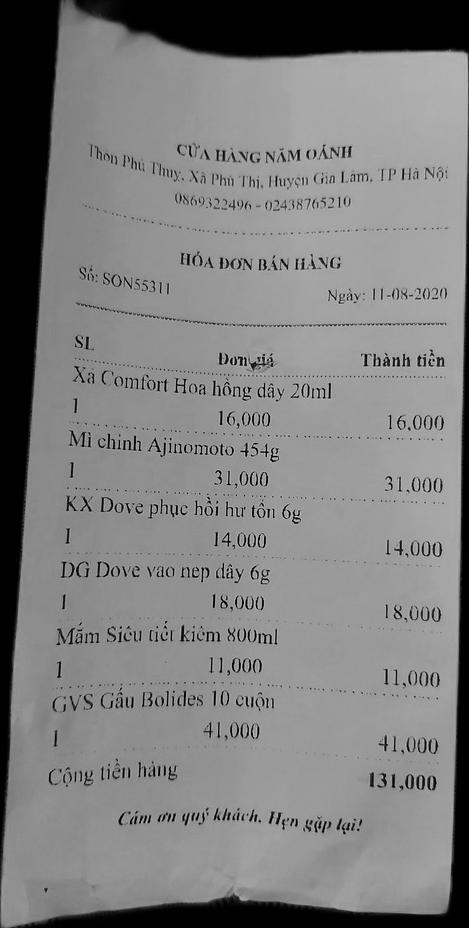 CỬA HÀNG NĂM OÁNH
Thôn Phú Thụy, Xã Phú Thị, Huyện Gia Lâm, TP Hà Nội
0869322496 - 02438765210
HÓA ĐƠN BÁN HÀNG
Số: SON55311
Ngày: 11-08-2020
SL Đơn giá Thành tiền
Xả Comfort Hoa hồng dây 20ml
1 16,000 16,000
Mì chính Ajinomoto 454g
1 31,000 31,000
KX Dove phục hồi hư tổn 6g
1 14,000 14,000
DG Dove vao nep dây 6g
1 18,000 18,000
Mắm Siêu tiết kiệm 800ml
1 11,000 11,000
GVS Gấu Bolides 10 cuộn
1 41,000 41,000
Cộng tiền hàng 131,000
Cám ơn quý khách. Hẹn gặp lại!